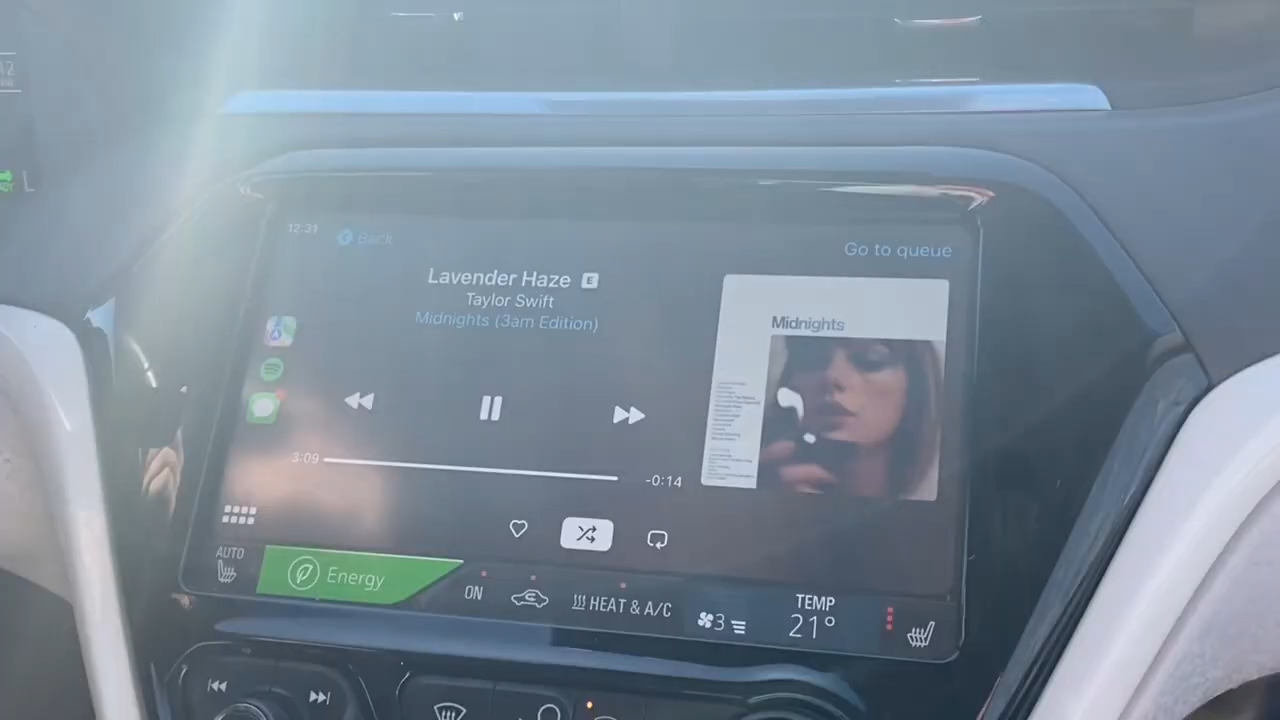 12:31
Back
Go to queue
Lavender Haze E
Taylor Swift
Midnights (3am Edition)
Midnights
3:09
-0:14
AUTO
Energy
ON
HEAT & A/C
3
TEMP
21°
L